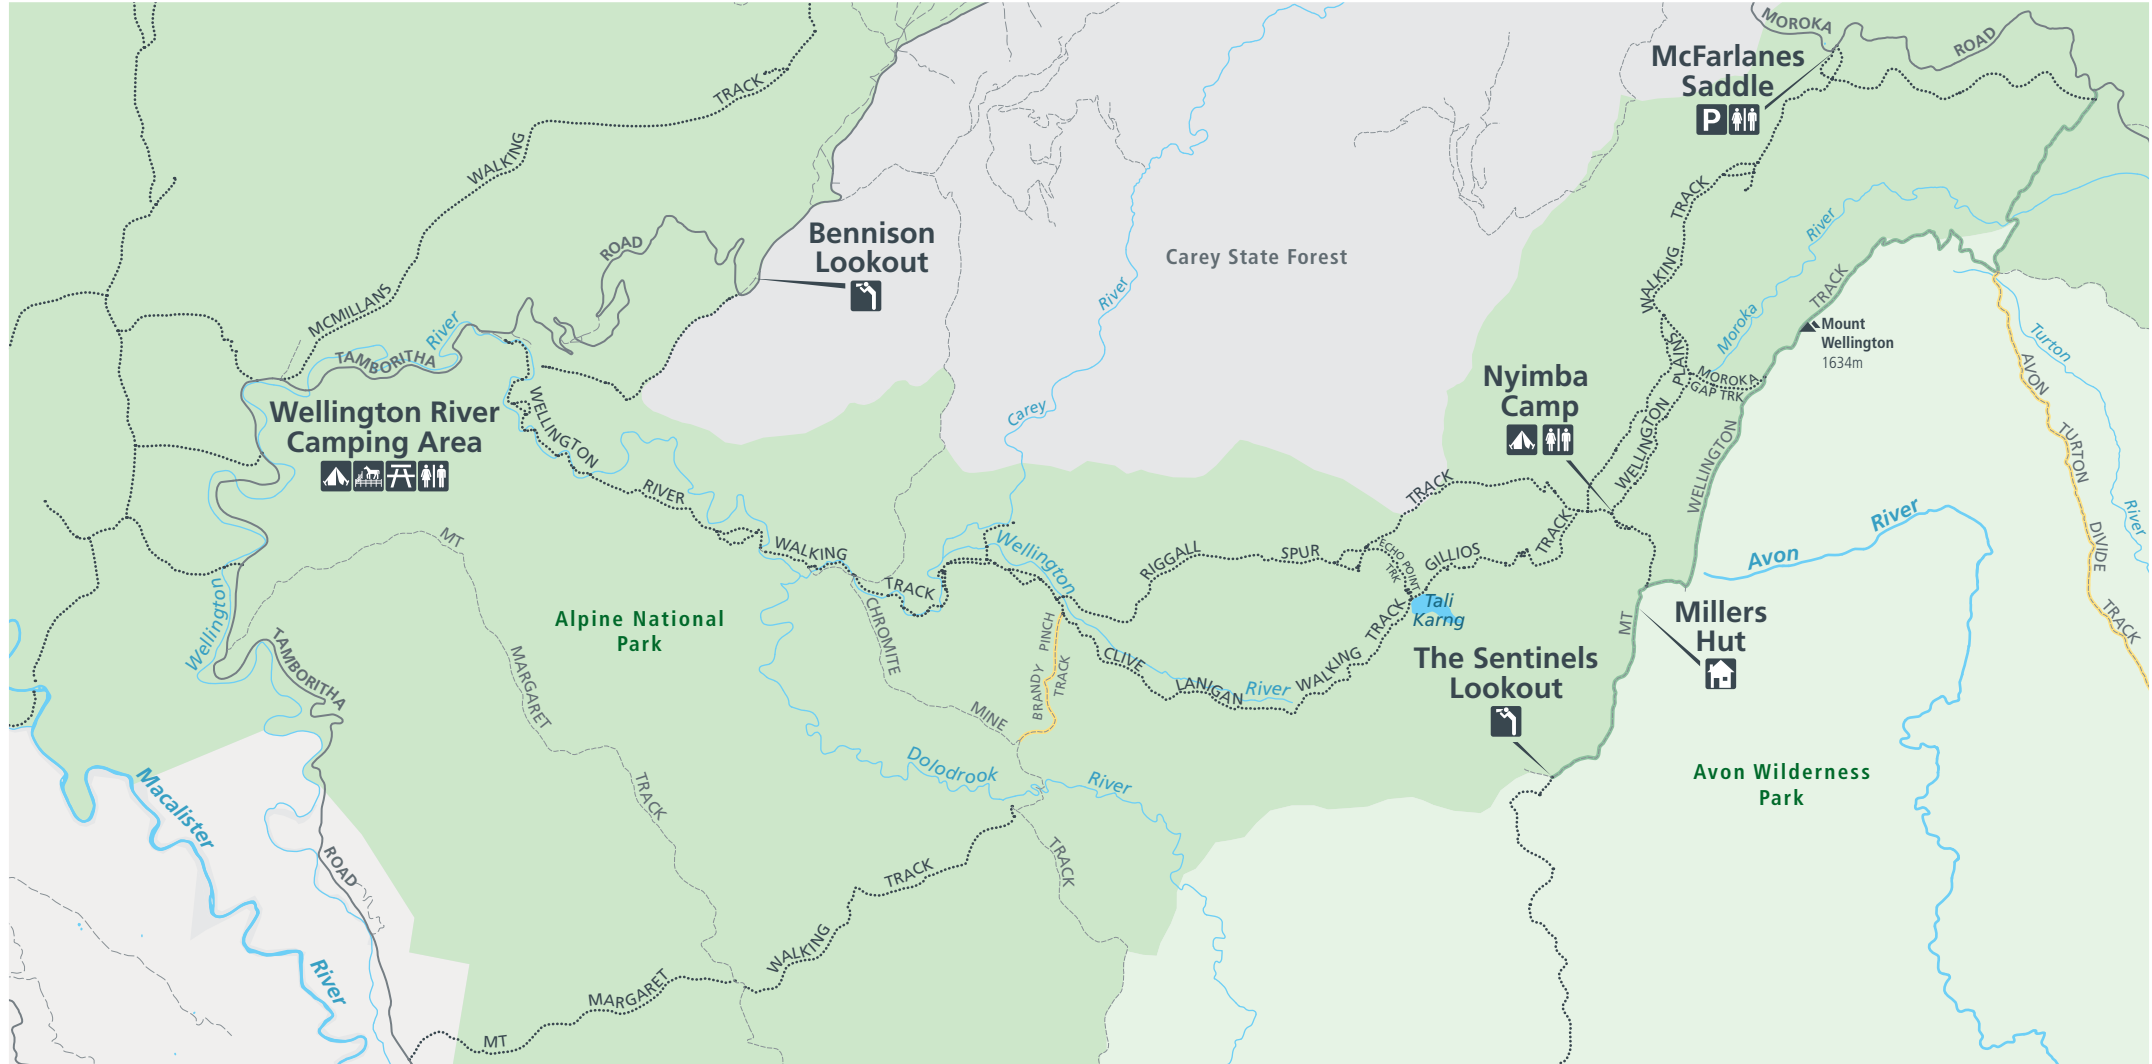 MOROKA
ROAD
McFarlanes
Saddle
P
TRACK
WALKING
MCMILLANS
Bennison
Lookout
ROAD
TAMBORITHA
River
Carey State Forest
River
Carey
TRACK
WALKING
PLAINS
WELLINGTON
River
Moroka
TRACK
WELLINGTON
MT
Mount
Wellington
1634m
MOROKA
GAP TRK
Turton
River
AVON
TURTON
DIVIDE
TRACK
Nyimba
Camp
Wellington River
Camping Area
WELLINGTON
RIVER
WALKING
TRACK
Wellington
River
Wellington
TAMBORITHA
ROAD
MT
MARGARET
TRACK
Alpine National
Park
CHROMITE
MINE
TRACK
BRANDY PINCH
TRACK
RIGGALL
SPUR
TRACK
ECHO POINT
TRK
GILLIOS
TRACK
Tali
Karng
CLIVE
LANIGAN
WALKING
TRACK
The Sentinels
Lookout
Millers
Hut
Avon
River
Avon Wilderness
Park
Dolodrook
River
Macalister
River
MT
MARGARET
WALKING
TRACK